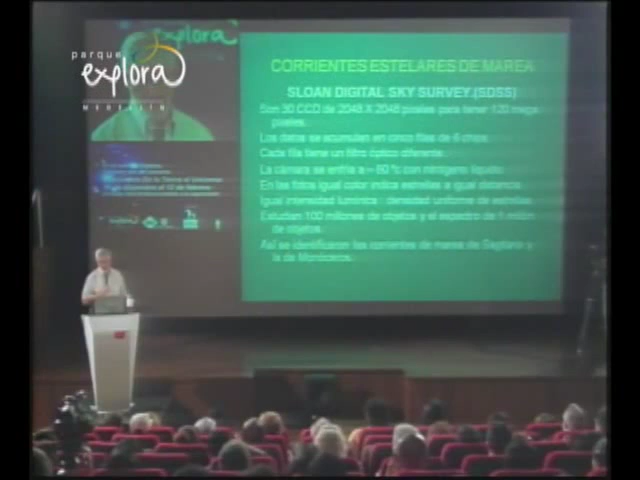 parque
explora
MEDELLÍN
explora
CORRIENTES ESTELARES DE MAREA
SLOAN DIGITAL SKY SURVEY (SDSS)
Son 30 CCD de 2048 X 2048 pixeles para tener 120 mega
pixeles.
Los datos se acumulan en cinco filas de 6 chips.
Cada fila tiene un filtro óptico diferente.
La cámara se enfría a – 80 ºc con nitrógeno líquido
En las fotos igual color indica estrellas a igual distancia.
Igual intensidad lumínica : densidad uniforme de estrellas.
Estudian 100 millones de objetos y el espectro de 1 millón
de objetos.
Así se identificaron las corrientes de marea de Sagitario y
la de Monóceros.